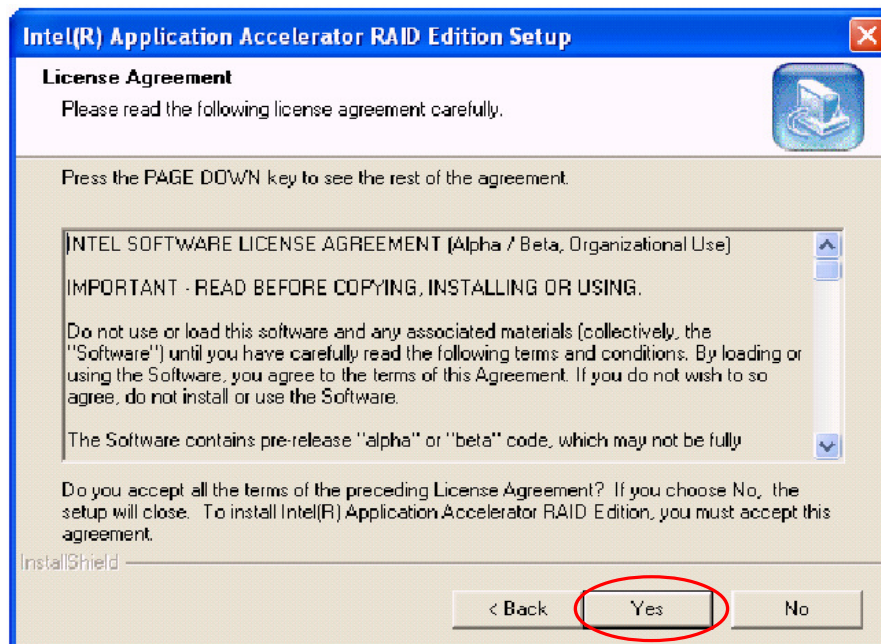 Intel(R) Application Accelerator RAID Edition Setup
License Agreement
Please read the following license agreement carefully.
Press the PAGE DOWN key to see the rest of the agreement.
INTEL SOFTWARE LICENSE AGREEMENT (Alpha / Beta, Organizational Use)
IMPORTANT - READ BEFORE COPYING, INSTALLING OR USING.
Do not use or load this software and any associated materials (collectively, the
"Software") until you have carefully read the following terms and conditions. By loading or
using the Software, you agree to the terms of this Agreement. If you do not wish to so
agree, do not install or use the Software.
The Software contains pre-release "alpha" or "beta" code, which may not be fully
Do you accept all the terms of the preceding License Agreement? If you choose No, the
setup will close. To install Intel(R) Application Accelerator RAID Edition, you must accept this
agreement.
InstallShield
< Back Yes No